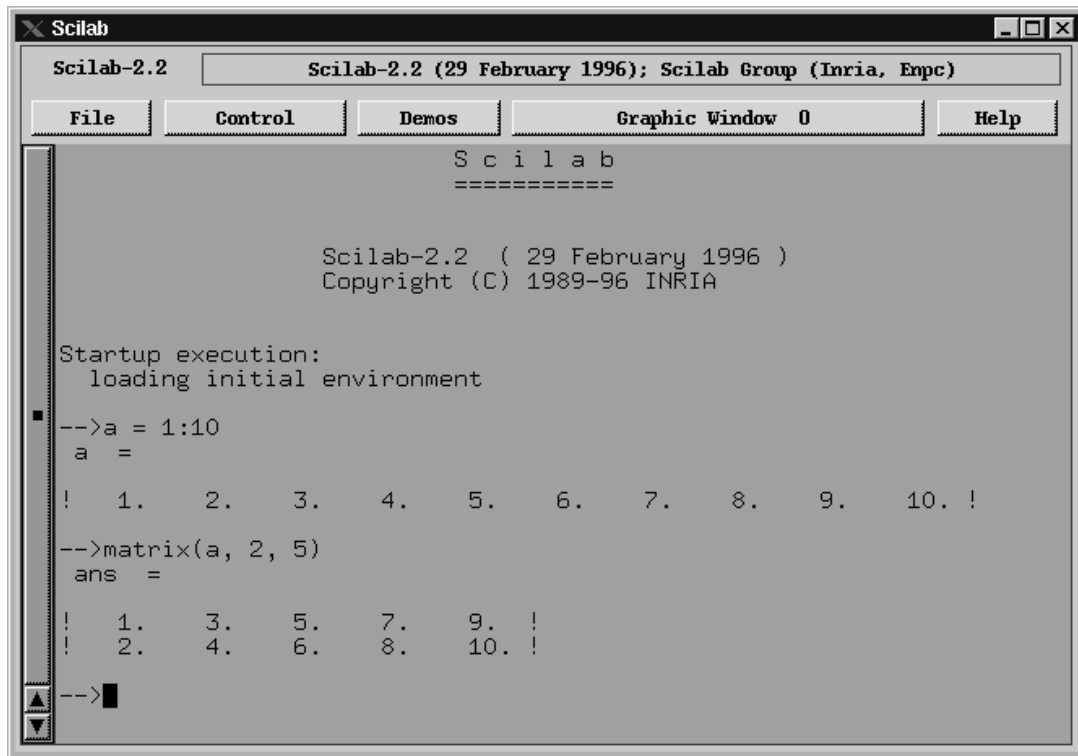 Scilab
Scilab-2.2 Scilab-2.2 (29 February 1996); Scilab Group (Inria, Enpc)
File Control Demos Graphic Window 0 Help
S c i l a b
===========
Scilab-2.2 ( 29 February 1996 )
Copyright (C) 1989-96 INRIA
Startup execution:
loading initial environment
-->a = 1:10
a =
! 1. 2. 3. 4. 5. 6. 7. 8. 9. 10. !
-->matrix(a, 2, 5)
ans =
! 1. 3. 5. 7. 9. !
! 2. 4. 6. 8. 10. !
-->